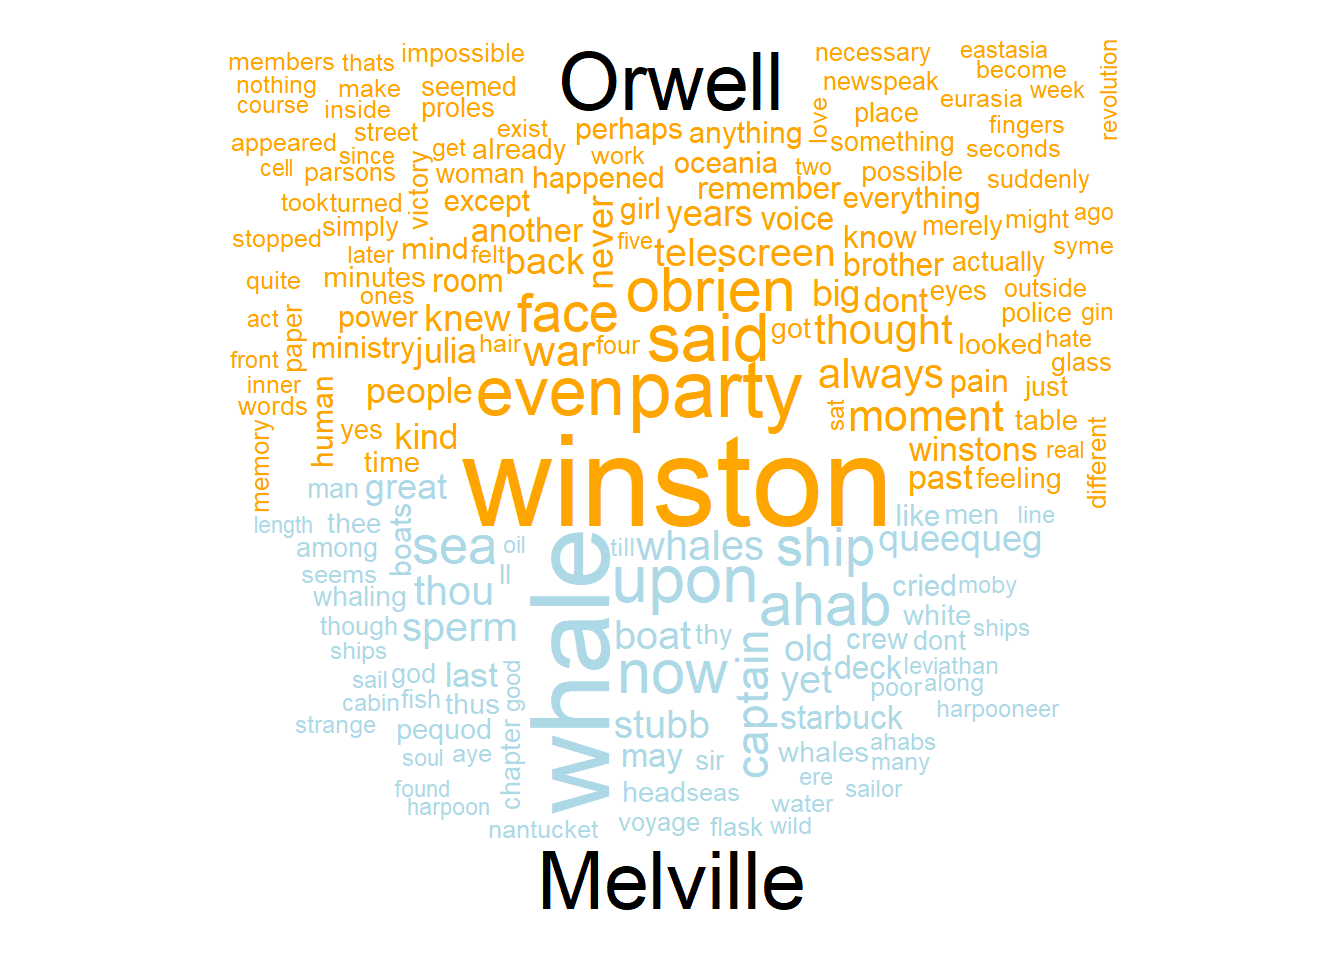 Orwell
members thats impossible necessary eastasia
nothing make seemed newspeak become
course inside proles love place eurasia week revolution
appeared street exist perhaps anything something fingers
cell since get already work oceania two possible seconds
parsons victory woman happened remember everything suddenly
tookturned except never girl years voice merely might ago
stopped simply another five know syme
later mind felt back telescreen brother actually
quite minutes room obrien big dont eyes outside
act paper ones face police gin
power knew said got thought looked hate
front ministry julia hair war four glass
inner people even party always pain just
words human sat moment table
memory yes kind winstons real different
time winston past feeling
man great like men line
length thee boats sea oil till whales ship queequeg
among whale
seems ll upon ahab cried moby
whaling thou white
though sperm boat thy captain old crew dont ships
ships now deck leviathan
sail god last good yet poor along
cabin fish thus harpooneer
strange pequod chapter stubb starbuck
soul aye may sir whales ahabs
many
found head seas ere sailor
harpoon water
nantucket voyage flask wild
Melville